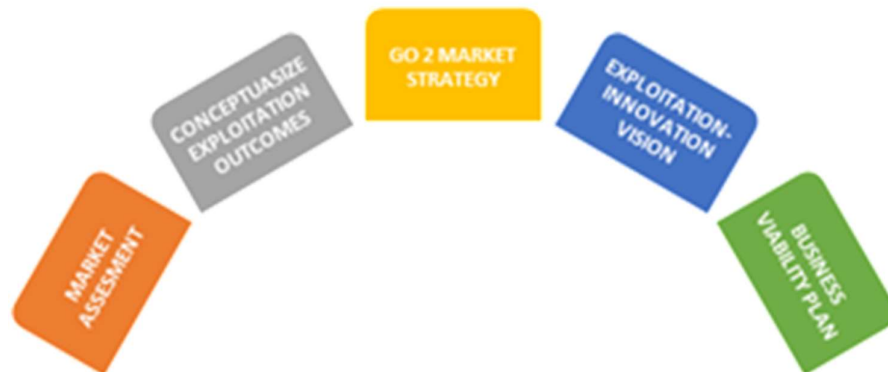 MARKET
ASSESMENT
CONCEPTUASIZE
EXPLOITATION
OUTCOMES
GO 2 MARKET
STRATEGY
EXPLOITATION-
INNOVATION
VISION
BUSINESS
VIABILITY PLAN